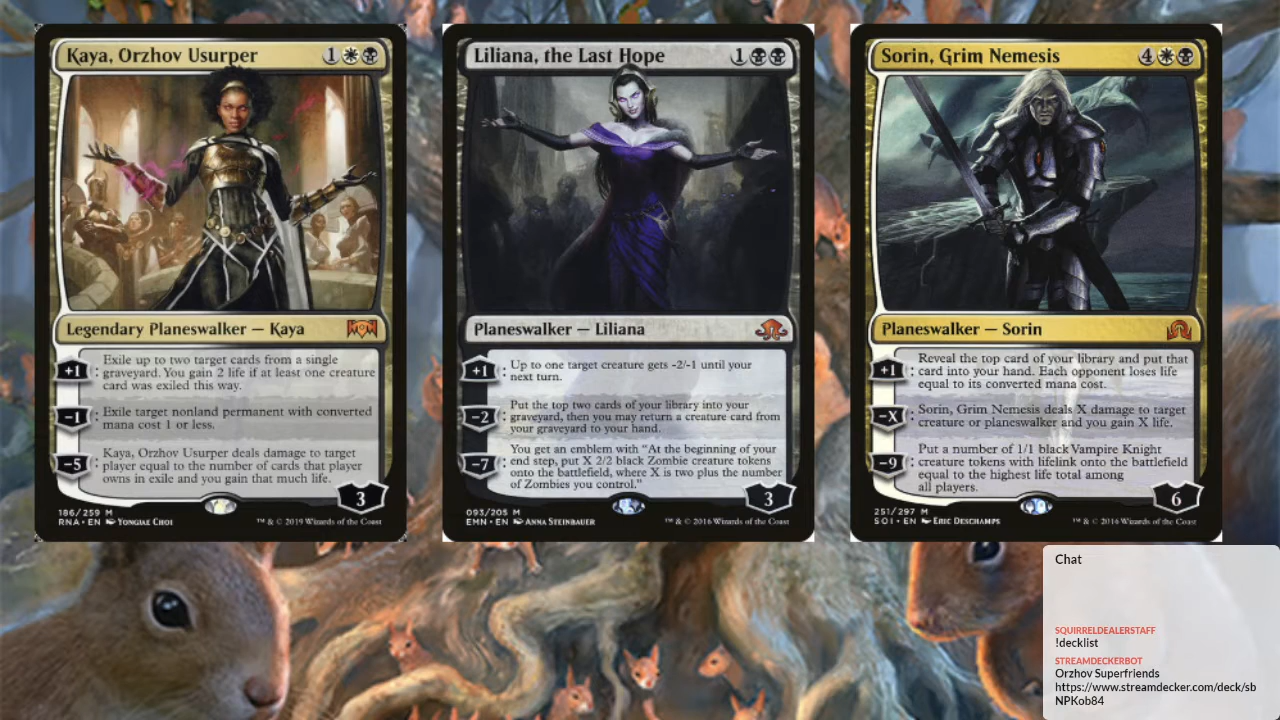 Kaya, Orzhov Usurper
1
Legendary Planeswalker — Kaya
+1: Exile up to two target cards from a single
graveyard. You gain 2 life if at least one creature
card was exiled this way.
−1: Exile target nonland permanent with converted
mana cost 1 or less.
−5: Kaya, Orzhov Usurper deals damage to target
player equal to the number of cards that player
owns in exile and you gain that much life.
3
186/259 M
RNA • EN Yongjae Choi
™ & © 2019 Wizards of the Coast
Liliana, the Last Hope
1
Planeswalker — Liliana
+1: Up to one target creature gets -2/-1 until your
next turn.
−2: Put the top two cards of your library into your
graveyard, then you may return a creature card from
your graveyard to your hand.
−7: You get an emblem with “At the beginning of your
end step, put X 2/2 black Zombie creature tokens
onto the battlefield, where X is two plus the number
of Zombies you control.”
3
093/205 M
EMN • EN Anna Steinbauer
™ & © 2016 Wizards of the Coast
Sorin, Grim Nemesis
4
Planeswalker — Sorin
+1: Reveal the top card of your library and put that
card into your hand. Each opponent loses life
equal to its converted mana cost.
−X: Sorin, Grim Nemesis deals X damage to target
creature or planeswalker and you gain X life.
−9: Put a number of 1/1 black Vampire Knight
creature tokens with lifelink onto the battlefield
equal to the highest life total among
all players.
6
251/297 M
SOI • EN Eric Deschamps
™ & © 2016 Wizards of the Coast
Chat
SQUIRRELDEALERSTAFF
!decklist
STREAMDECKERBOT
Orzhov Superfriends
https://www.streamdecker.com/deck/sb
NPKob84